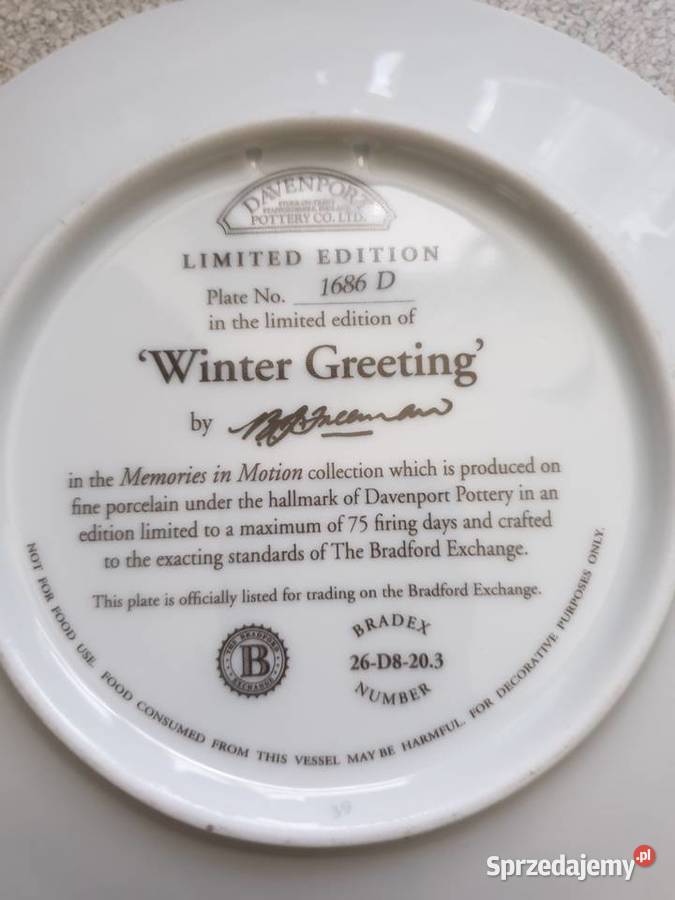 DAVENPORT
POTTERY CO. LTD.
LIMITED EDITION
Plate No. 1686 D
in the limited edition of
‘Winter Greeting’
by
in the Memories in Motion collection which is produced on
fine porcelain under the hallmark of Davenport Pottery in an
edition limited to a maximum of 75 firing days and crafted
to the exacting standards of The Bradford Exchange.
This plate is officially listed for trading on the Bradford Exchange.
THE BRADFORD
B
EXCHANGE
BRADEX
26-D8-20.3
NUMBER
NOT FOR FOOD USE. FOOD CONSUMED FROM THIS VESSEL MAY BE HARMFUL. FOR DECORATIVE PURPOSES ONLY.
39
Sprzedajemy.pl